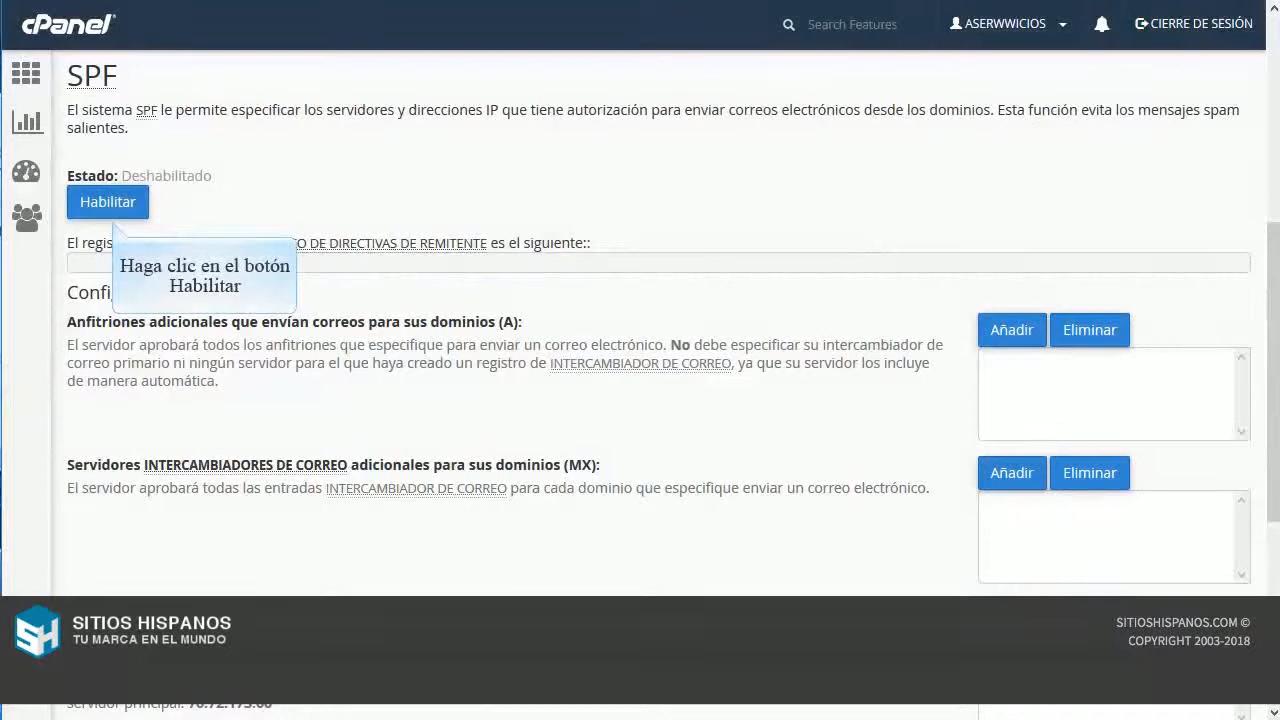 cPanel
Search Features
ASERWWICIOS
CIERRE DE SESIÓN
SPF
El sistema SPF le permite especificar los servidores y direcciones IP que tiene autorización para enviar correos electrónicos desde los dominios. Esta función evita los mensajes spam
salientes.
Estado: Deshabilitado
Habilitar
El regis O DE DIRECTIVAS DE REMITENTE es el siguiente::
Haga clic en el botón
Habilitar
Confi
Anfitriones adicionales que envían correos para sus dominios (A):
Añadir Eliminar
El servidor aprobará todos los anfitriones que especifique para enviar un correo electrónico. No debe especificar su intercambiador de
correo primario ni ningún servidor para el que haya creado un registro de INTERCAMBIADOR DE CORREO, ya que su servidor los incluye
de manera automática.
Servidores INTERCAMBIADORES DE CORREO adicionales para sus dominios (MX):
Añadir Eliminar
El servidor aprobará todas las entradas INTERCAMBIADOR DE CORREO para cada dominio que especifique enviar un correo electrónico.
SH SITIOS HISPANOS
TU MARCA EN EL MUNDO
SITIOSHISPANOS.COM ©
COPYRIGHT 2003-2018
servidor principal: